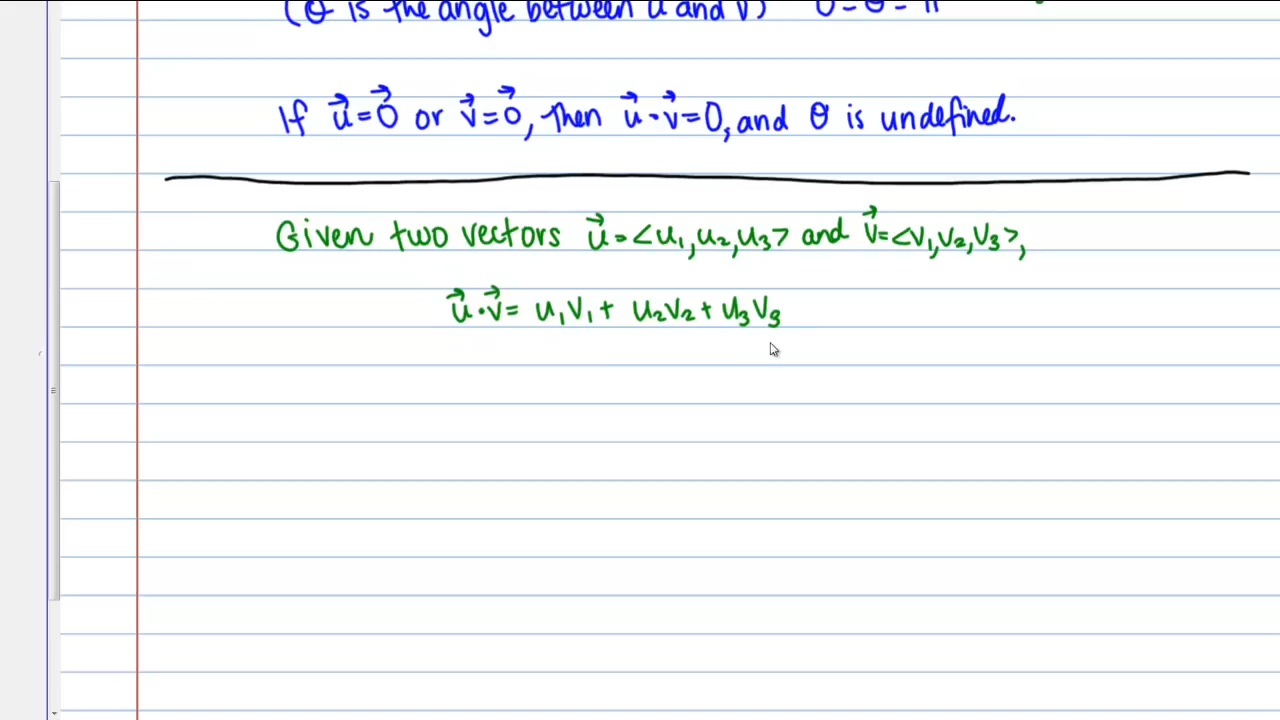 (θ is the angle between u and v) 0 ≤ θ ≤ π
If u⃗=0⃗ or v⃗=0⃗, then u⃗·v⃗=0, and θ is undefined.
Given two vectors u⃗=<u₁,u₂,u₃> and v⃗=<v₁,v₂,v₃>,
u⃗·v⃗= u₁v₁+ u₂v₂+ u₃v₃